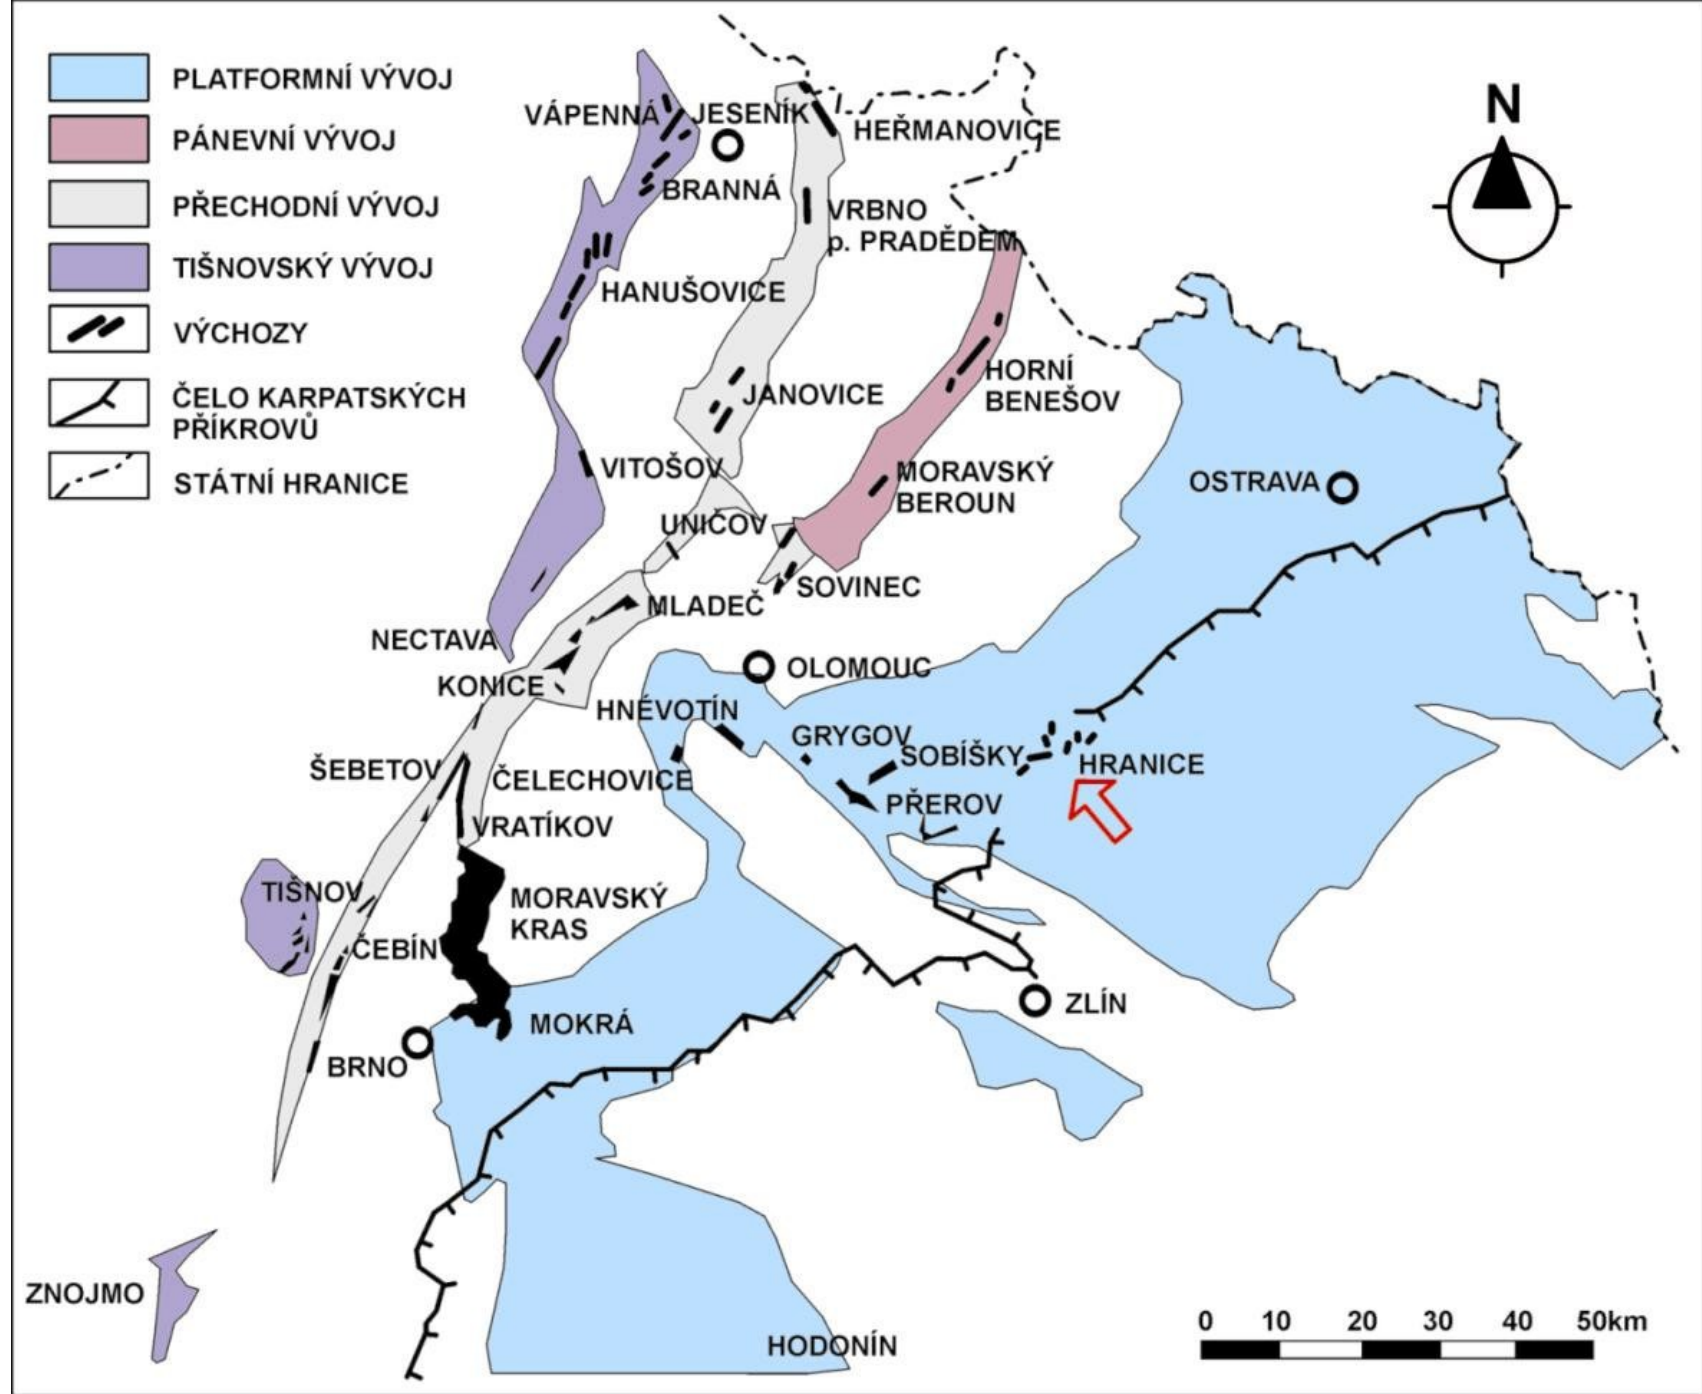 PLATFORMNÍ VÝVOJ
PÁNEVNÍ VÝVOJ
PŘECHODNÍ VÝVOJ
TIŠNOVSKÝ VÝVOJ
VÝCHOZY
ČELO KARPATSKÝCH
PŘÍKROVŮ
STÁTNÍ HRANICE
N
VÁPENNÁ
JESENÍK
HEŘMANOVICE
BRANNÁ
VRBNO
p. PRADĚDEM
HANUŠOVICE
HORNÍ
BENEŠOV
JANOVICE
VITOŠOV
MORAVSKÝ
BEROUN
OSTRAVA
UNIČOV
SOVINEC
MLADEČ
NECTAVA
OLOMOUC
KONICE
HNĚVOTÍN
GRYGOV
SOBÍŠKY
HRANICE
ŠEBETOV
ČELECHOVICE
PŘEROV
VRATÍKOV
TIŠNOV
MORAVSKÝ
KRAS
ČEBÍN
ZLÍN
MOKRÁ
BRNO
ZNOJMO
HODONÍN
0 10 20 30 40 50km